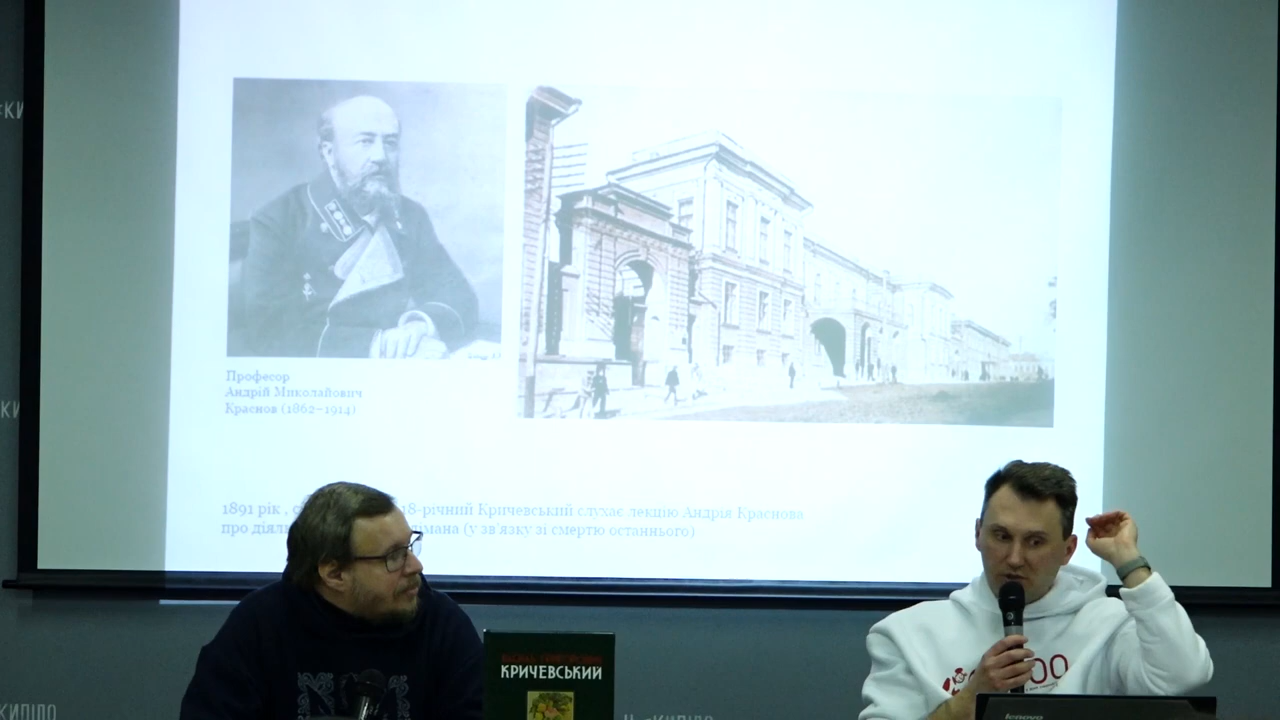 Професор
Андрій Миколайович
Краснов (1862–1914)
1891 рік , 18-річний Кричевський слухає лекцію Андрія Краснова
про (у зв'язку зі смертю останнього)
КРИЧЕВСЬКИЙ
lenovo